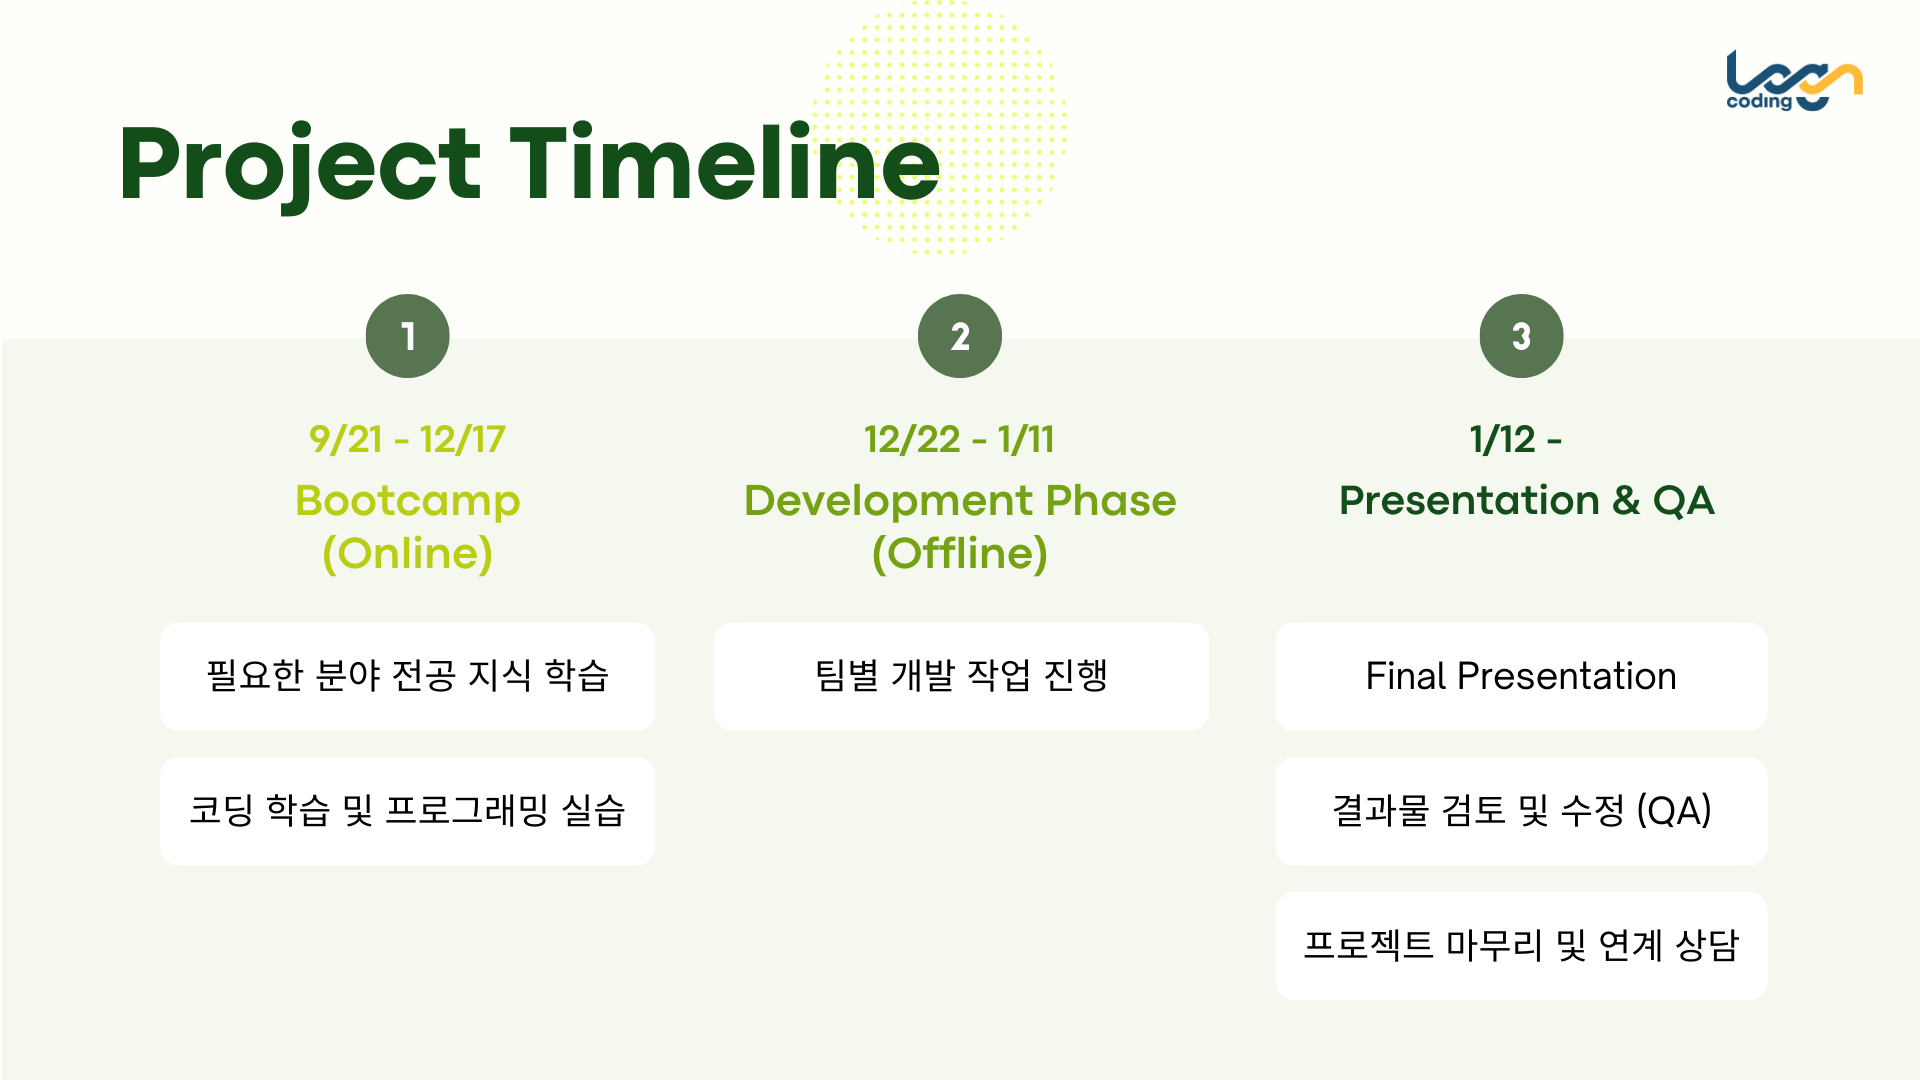 Logn
coding
Project Timeline
1
9/21 - 12/17
Bootcamp
(Online)
필요한 분야 전공 지식 학습
코딩 학습 및 프로그래밍 실습
2
12/22 - 1/11
Development Phase
(Offline)
팀별 개발 작업 진행
3
1/12 -
Presentation & QA
Final Presentation
결과물 검토 및 수정 (QA)
프로젝트 마무리 및 연계 상담